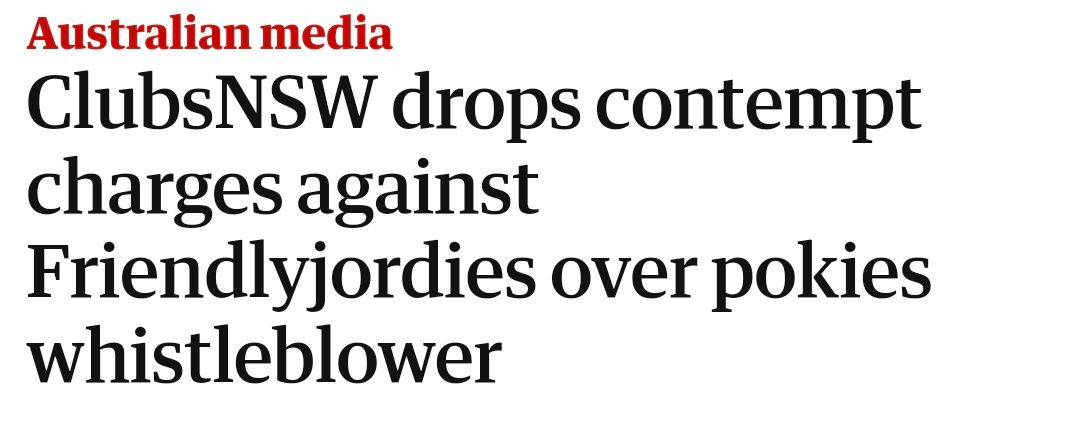 Australian media
ClubsNSW drops contempt
charges against
Friendlyjordies over pokies
whistleblower